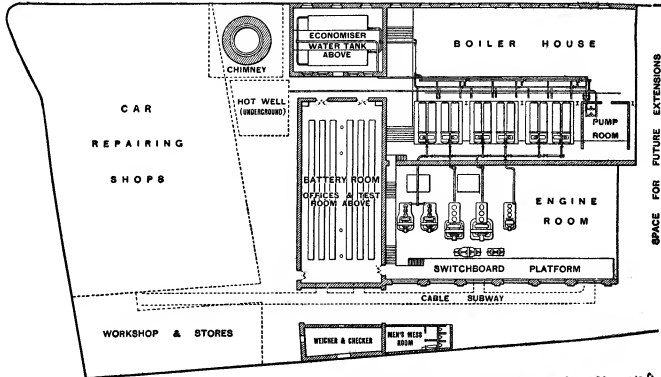 ECONOMISER
WATER TANK
ABOVE
BOILER HOUSE
CHIMNEY
HOT WELL
(UNDERGROUND)
CAR
REPAIRING
SHOPS
PUMP
ROOM
BATTERY ROOM
OFFICES & TEST
ROOM ABOVE
ENGINE
ROOM
SPACE FOR FUTURE EXTENSIONS
SWITCHBOARD PLATFORM
CABLE SUBWAY
WORKSHOP & STORES
WEIGHER & CHECKER
MEN'S MESS
ROOM